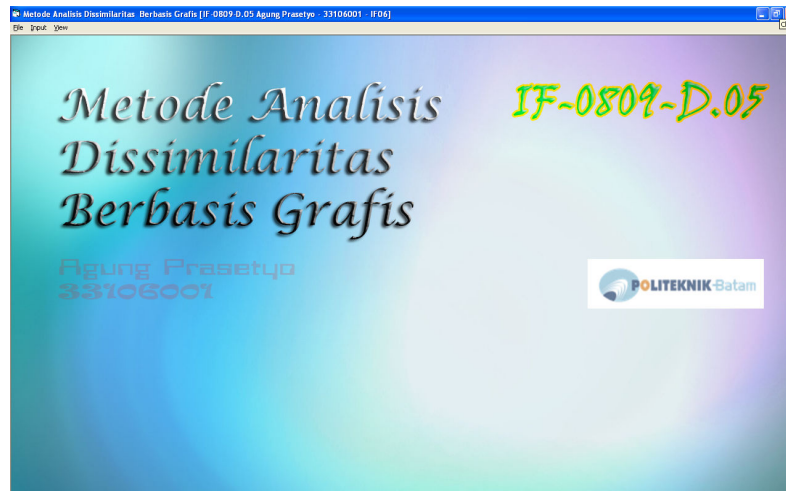 Metode Analisis Dissimilaritas Berbasis Grafis [IF-0809-D.05 Agung Prasetyo - 33106001 - IF06]
File Input View
Metode Analisis
Dissimilaritas
Berbasis Grafis
IF-0809-D.05
Agung Prasetyo
33106001
POLITEKNIK-Batam